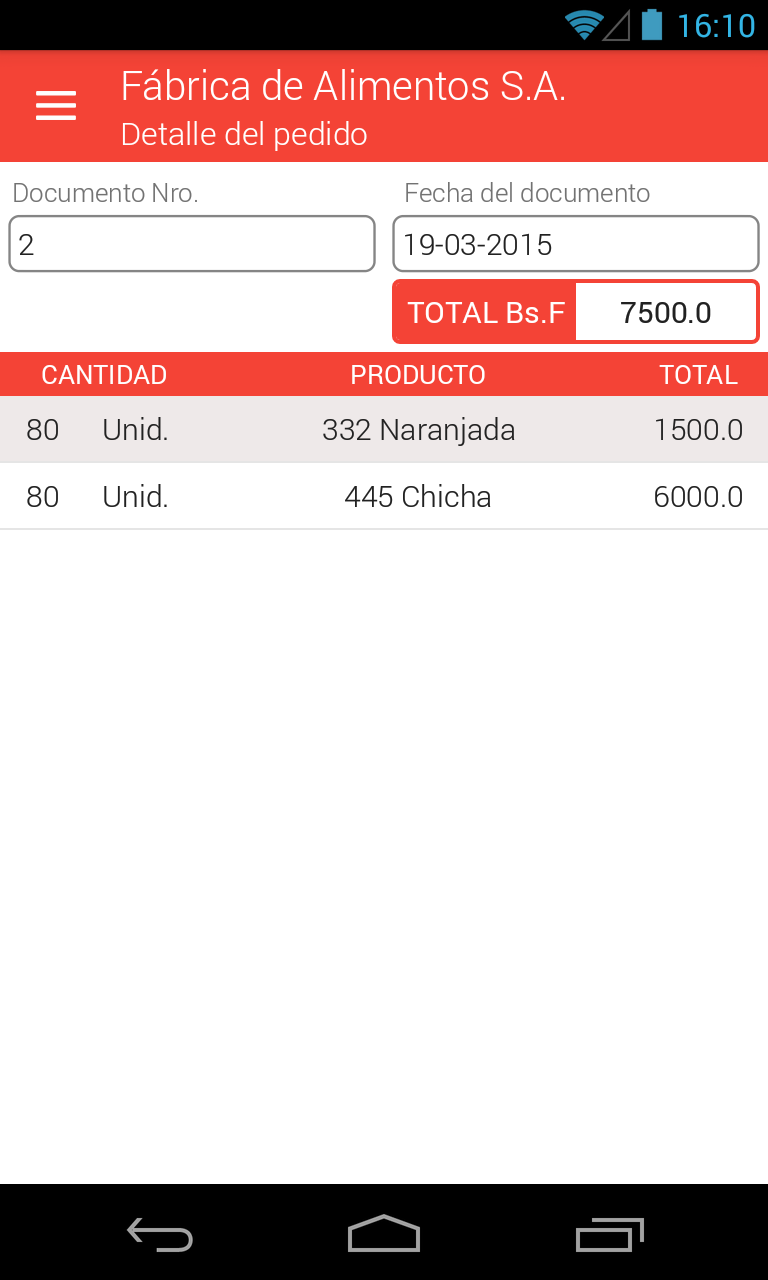 16:10
Fábrica de Alimentos S.A.
Detalle del pedido
Documento Nro. Fecha del documento
2 19-03-2015
TOTAL Bs.F 7500.0
CANTIDAD PRODUCTO TOTAL
80 Unid. 332 Naranjada 1500.0
80 Unid. 445 Chicha 6000.0